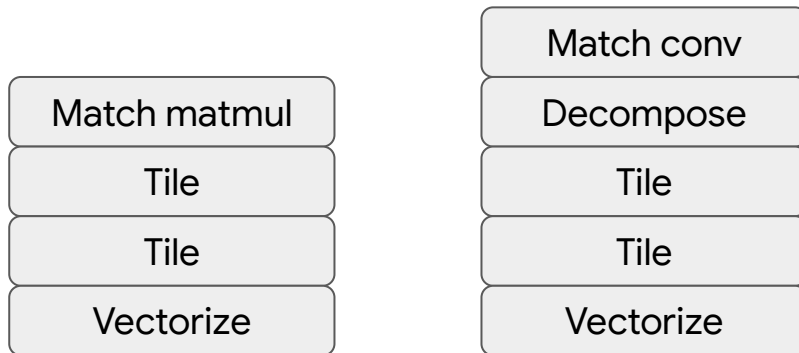 Match matmul
Tile
Tile
Vectorize
Match conv
Decompose
Tile
Tile
Vectorize